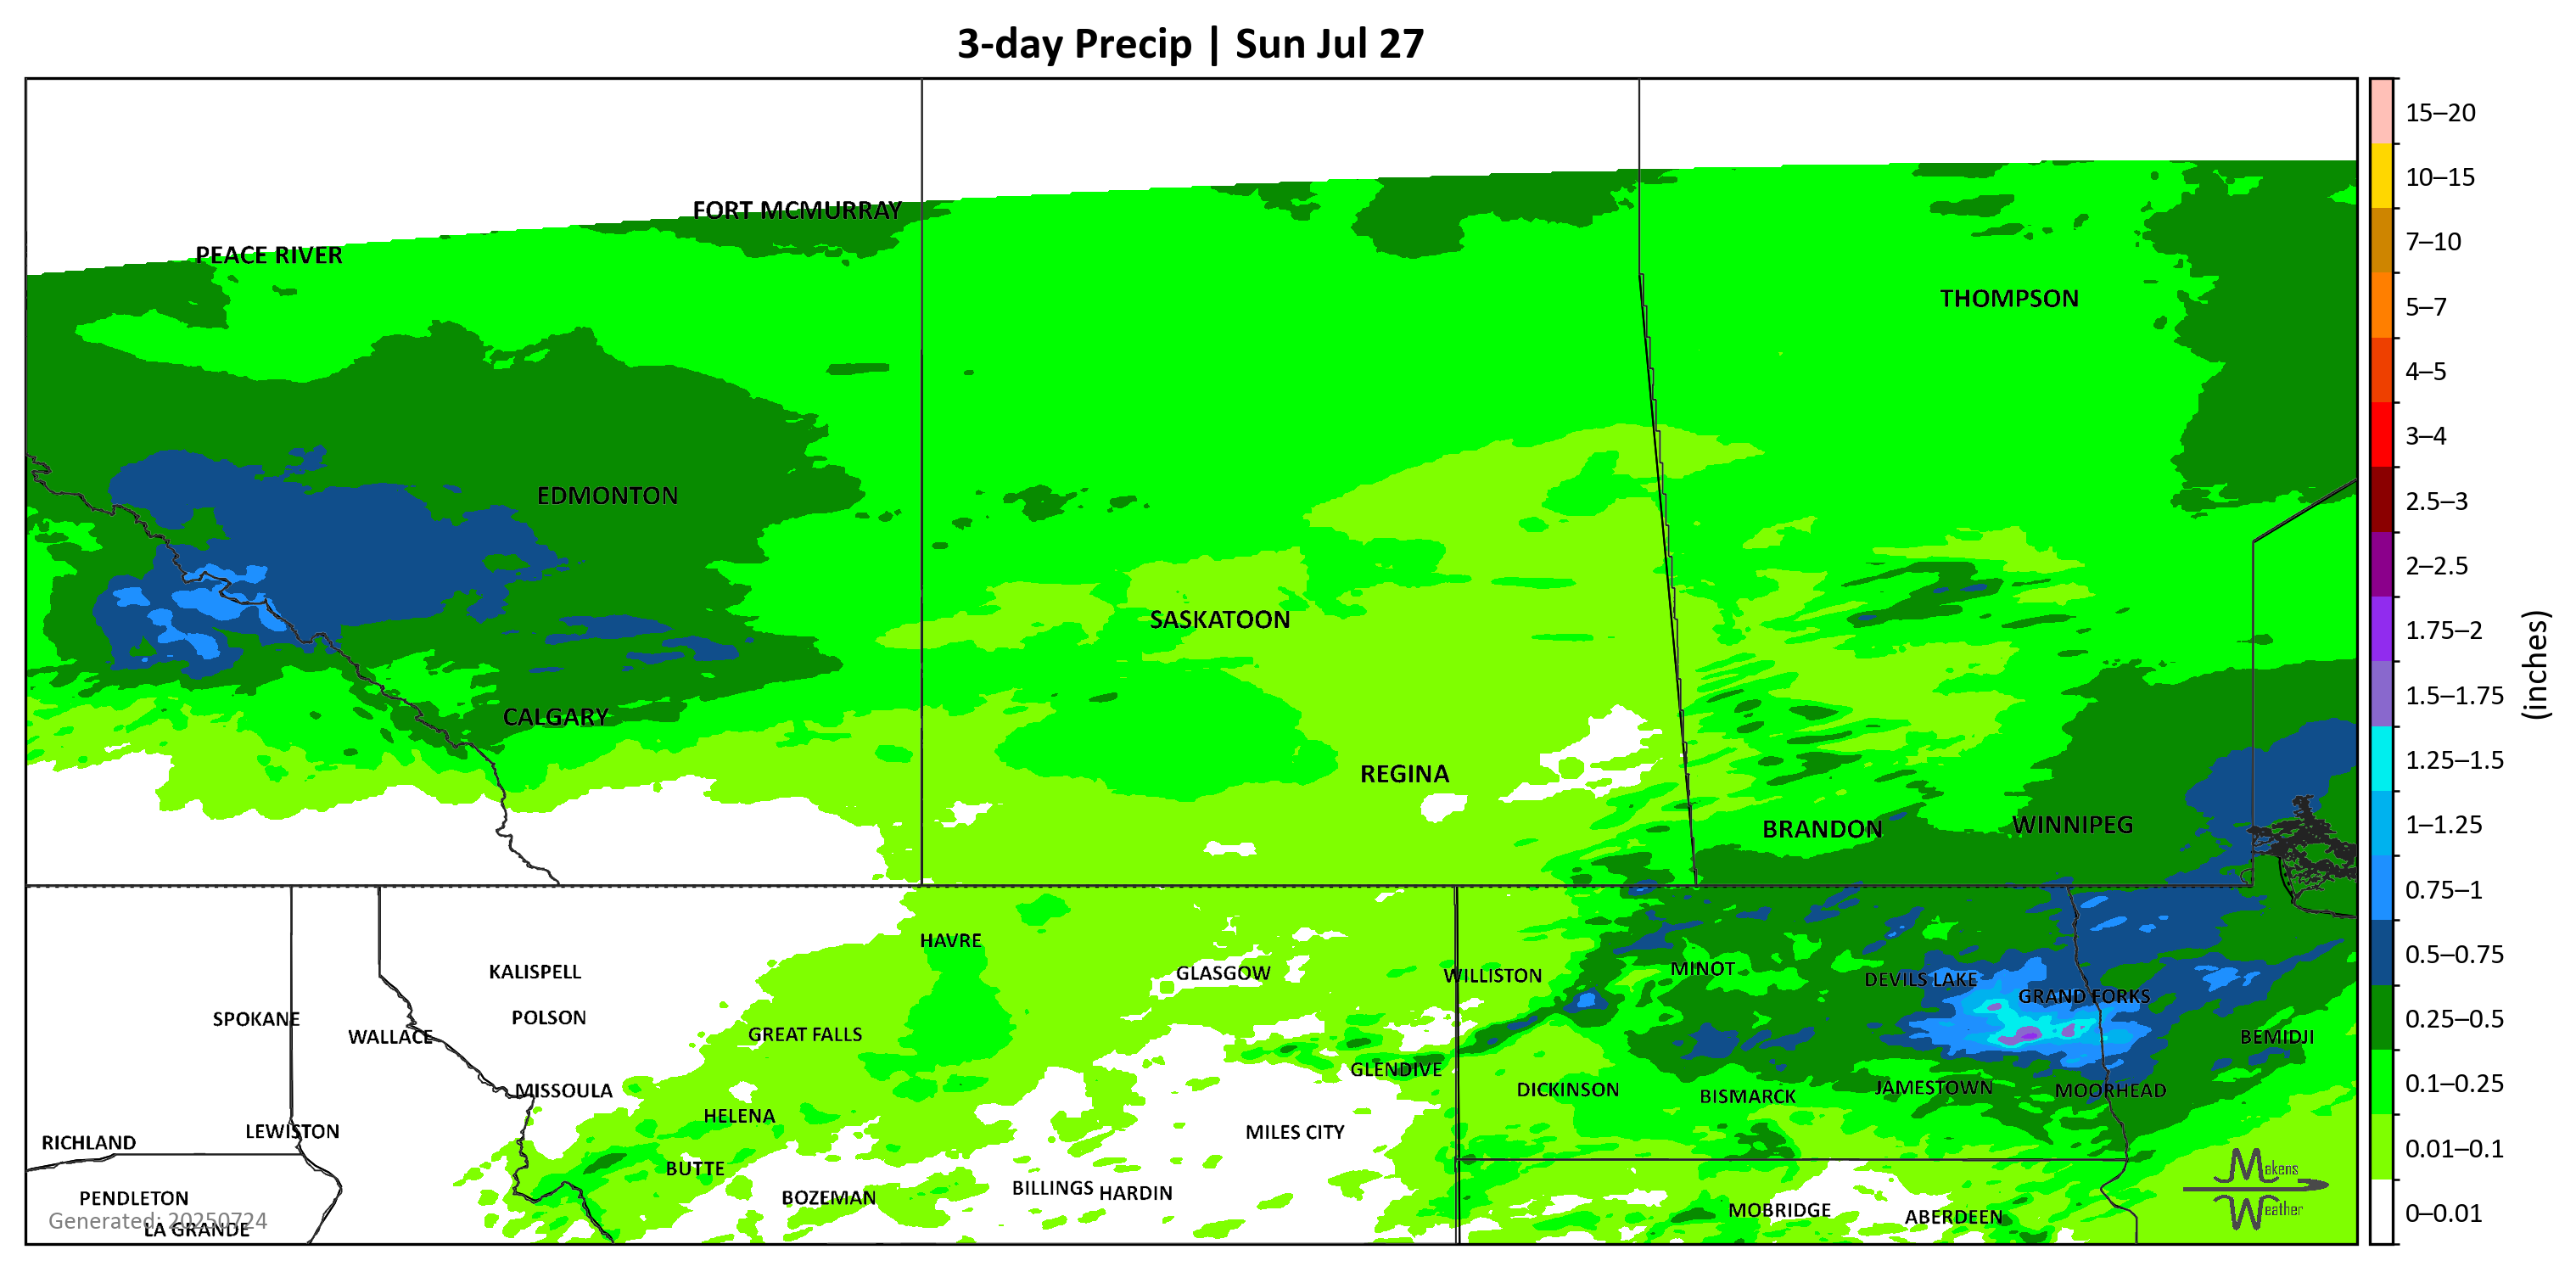 3-day Precip | Sun Jul 27
15–20
10–15
7–10
5–7
4–5
3–4
2.5–3
2–2.5
1.75–2
1.5–1.75
1.25–1.5
1–1.25
0.75–1
0.5–0.75
0.25–0.5
0.1–0.25
0.01–0.1
0–0.01
(inches)
FORT MCMURRAY
PEACE RIVER
THOMPSON
EDMONTON
SASKATOON
CALGARY
REGINA
BRANDON
WINNIPEG
HAVRE
KALISPELL
GLASGOW
WILLISTON
MINOT
DEVILS LAKE
GRAND FORKS
SPOKANE
POLSON
WALLACE
GREAT FALLS
BEMIDJI
GLENDIVE
MISSOULA
DICKINSON
BISMARCK
JAMESTOWN
MOORHEAD
HELENA
RICHLAND
LEWISTON
MILES CITY
BUTTE
PENDLETON
BOZEMAN
BILLINGS
HARDIN
MOBRIDGE
ABERDEEN
Generated: 20250724
LA GRANDE
Makens
Weather